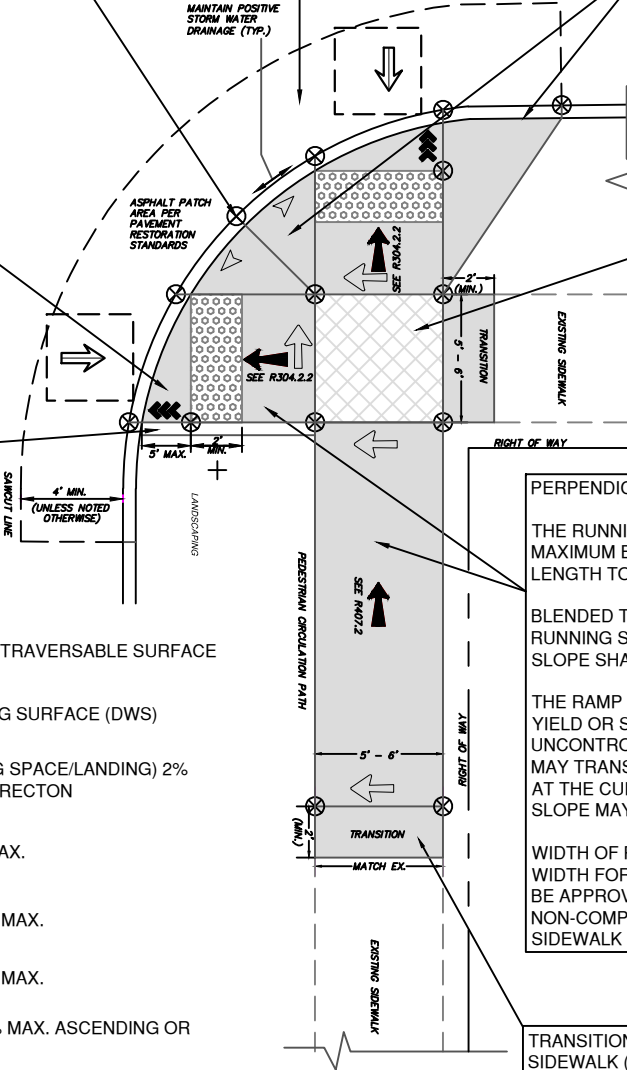 MAINTAIN POSITIVE
STORM WATER
DRAINAGE (TYP.)
ASPHALT PATCH
AREA PER
PAVEMENT
RESTORATION
STANDARDS
SEE R304.2.2
2'
(MIN.)
5' - 6'
TRANSITION
EXISTING SIDEWALK
SEE R304.2.2
5' MAX.
2'
MIN.
RIGHT OF WAY
SAWCUT LINE
4' MIN.
(UNLESS NOTED
OTHERWISE)
LANDSCAPING
PEDESTRIAN CIRCULATION PATH
SEE R407.2
RIGHT OF WAY
5' - 6'
2'
(MIN.)
TRANSITION
MATCH EX.
EXISTING SIDEWALK
TRAVERSABLE SURFACE
G SURFACE (DWS)
G SPACE/LANDING) 2%
RECTON
AX.
MAX.
MAX.
MAX. ASCENDING OR
PERPENDIC
THE RUNNI
MAXIMUM
LENGTH TO
BLENDED T
RUNNING S
SLOPE SHA
THE RAMP
YIELD OR S
UNCONTRO
MAY TRANS
AT THE CU
SLOPE MAY
WIDTH OF
WIDTH FOR
BE APPROV
NON-COMP
SIDEWALK
TRANSITION
SIDEWALK (